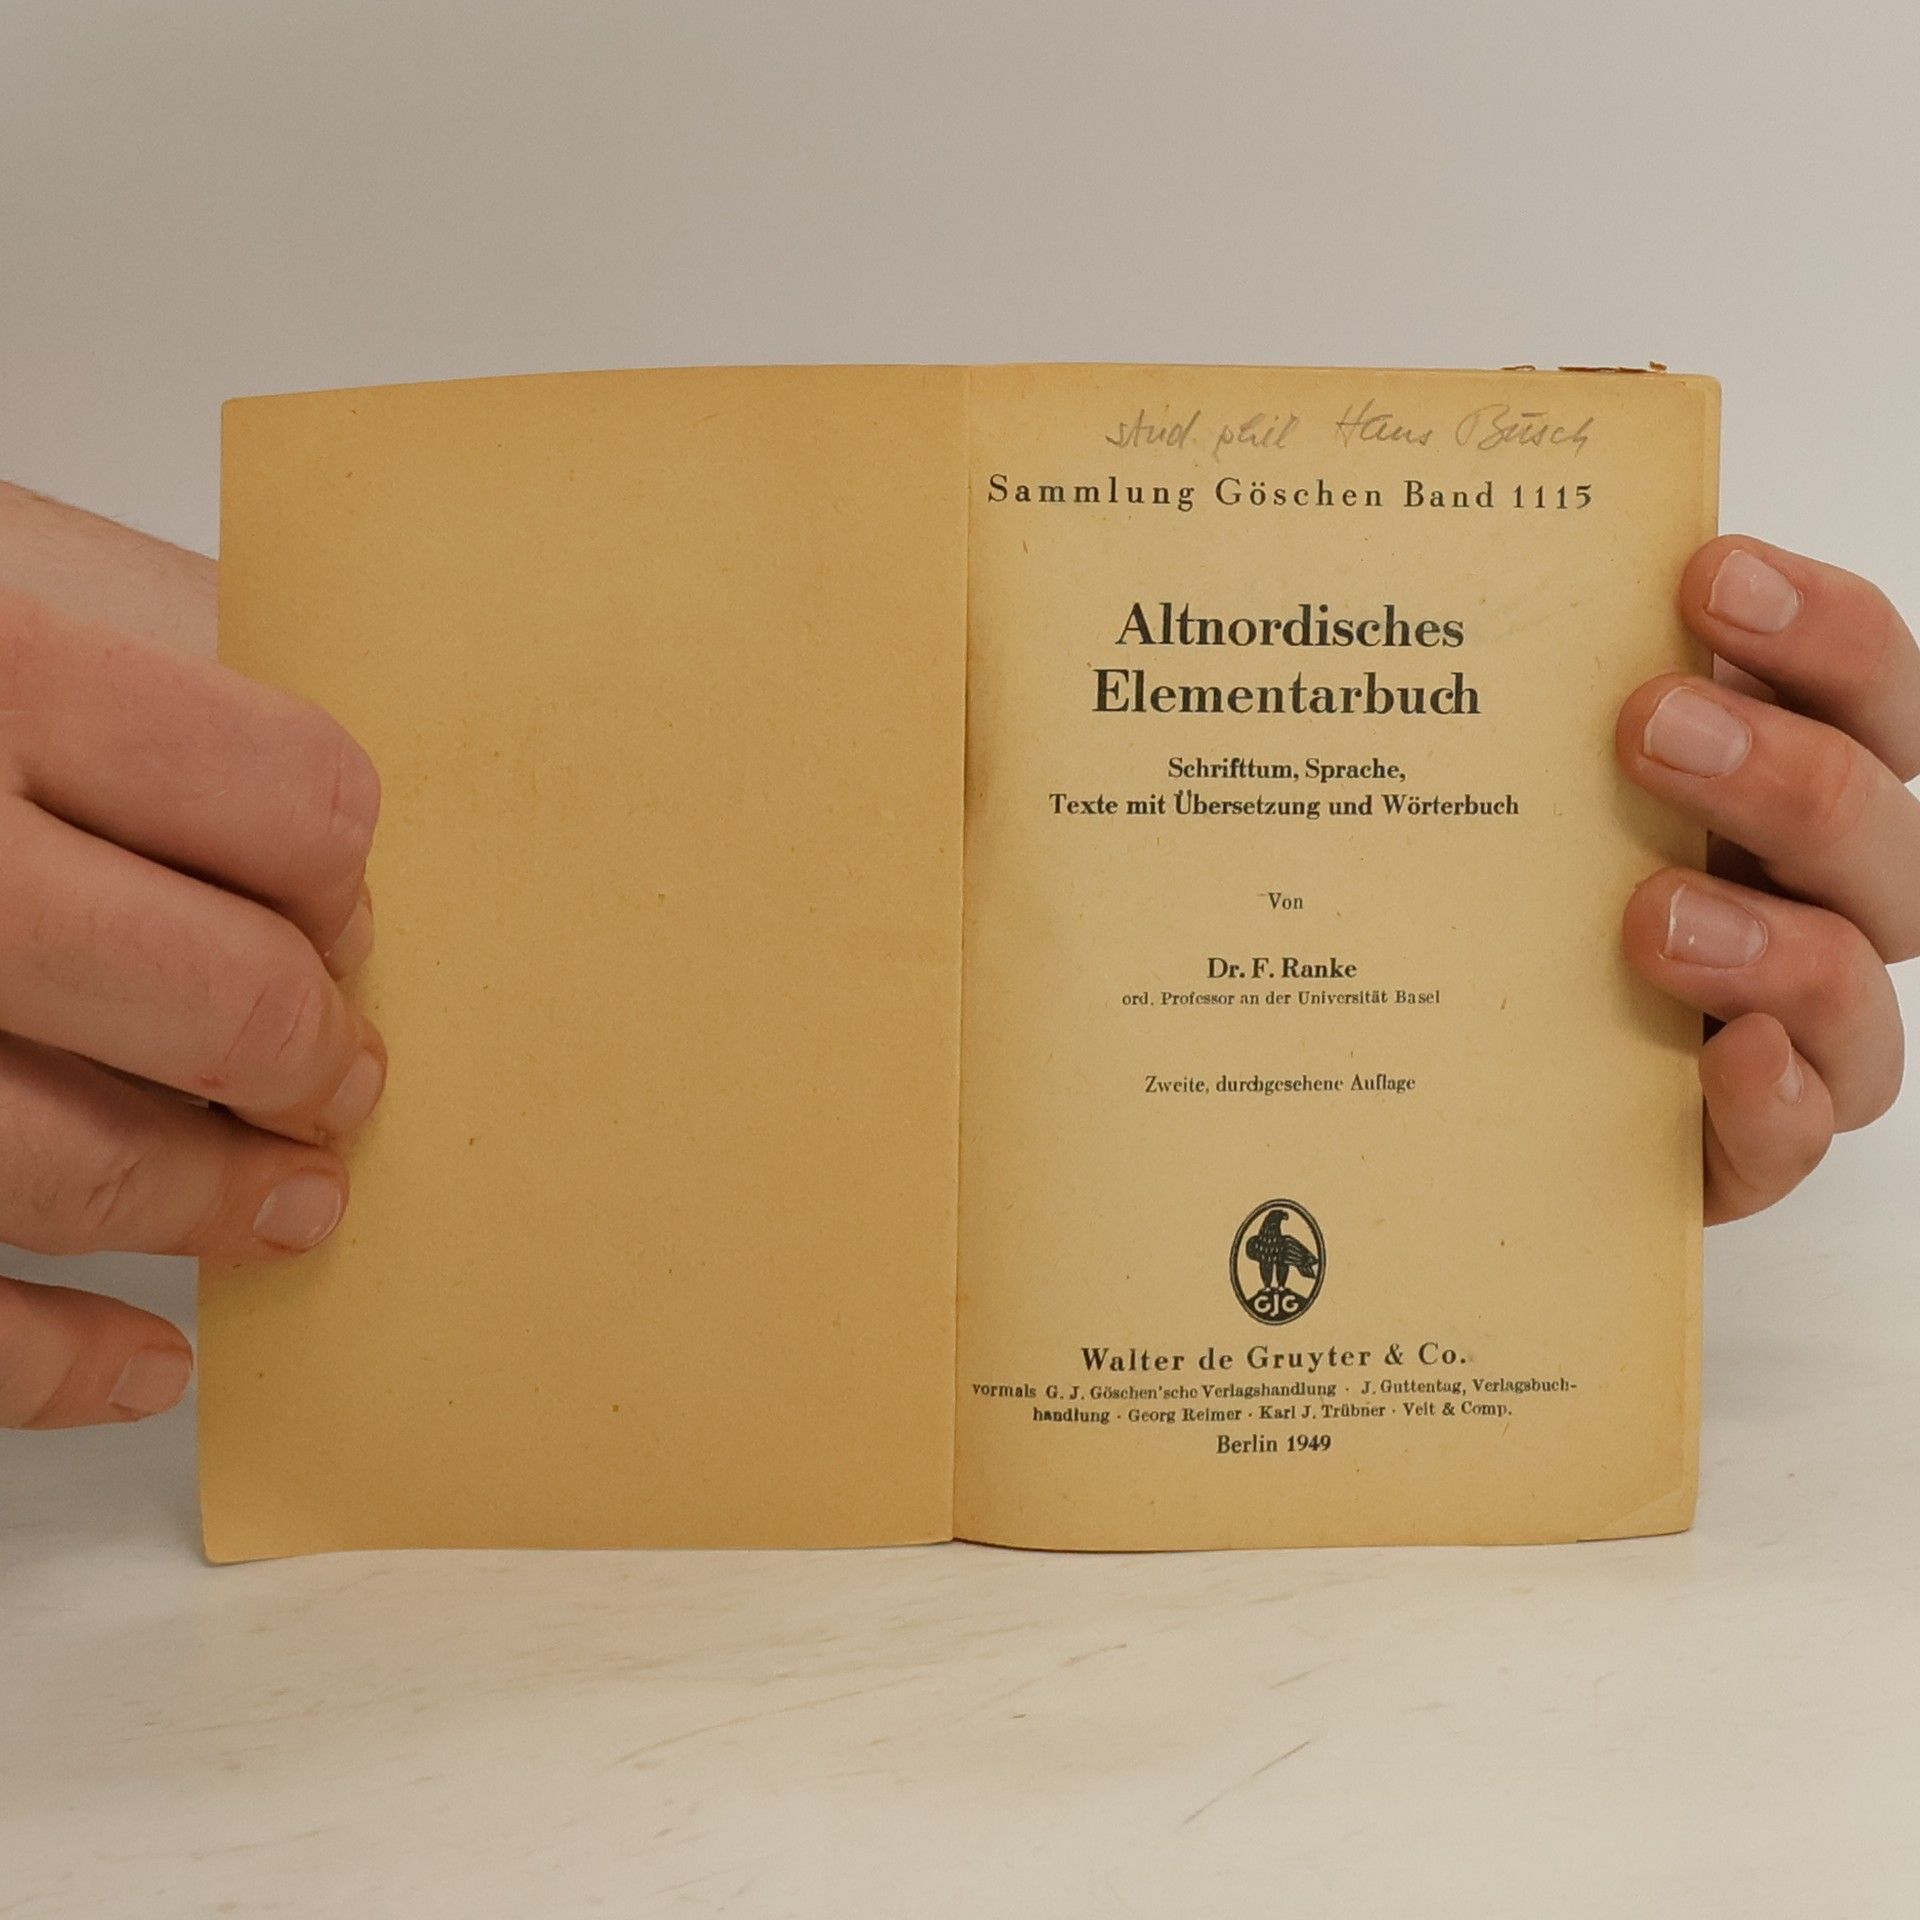 stud. phil Hans Busch
Sammlung Göschen Band 1115
Altnordisches
Elementarbuch
Schrifttum, Sprache,
Texte mit Übersetzung und Wörterbuch
Von
Dr. F. Ranke
ord. Professor an der Universität Basel
Zweite, durchgesehene Auflage
GJG
Walter de Gruyter & Co.
vormals G. J. Göschen'sche Verlagshandlung · J. Guttentag, Verlagsbuch-
handlung · Georg Reimer · Karl J. Trübner · Veit & Comp.
Berlin 1949